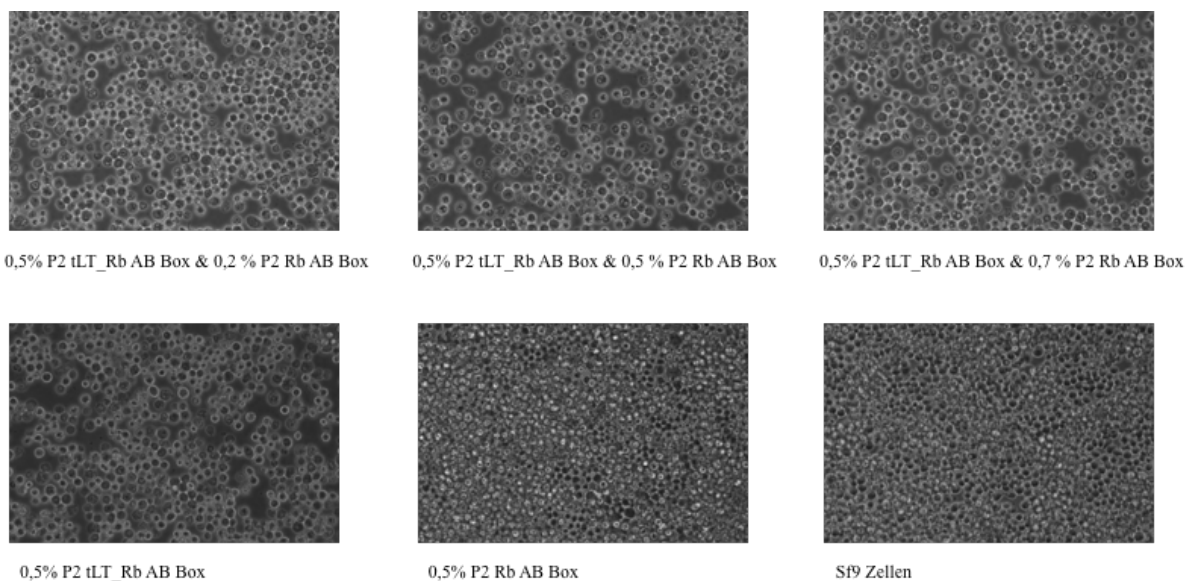 0,5% P2 tLT_Rb AB Box & 0,2 % P2 Rb AB Box
0,5% P2 tLT_Rb AB Box & 0,5 % P2 Rb AB Box
0,5% P2 tLT_Rb AB Box & 0,7 % P2 Rb AB Box
0,5% P2 tLT_Rb AB Box
0,5% P2 Rb AB Box
Sf9 Zellen